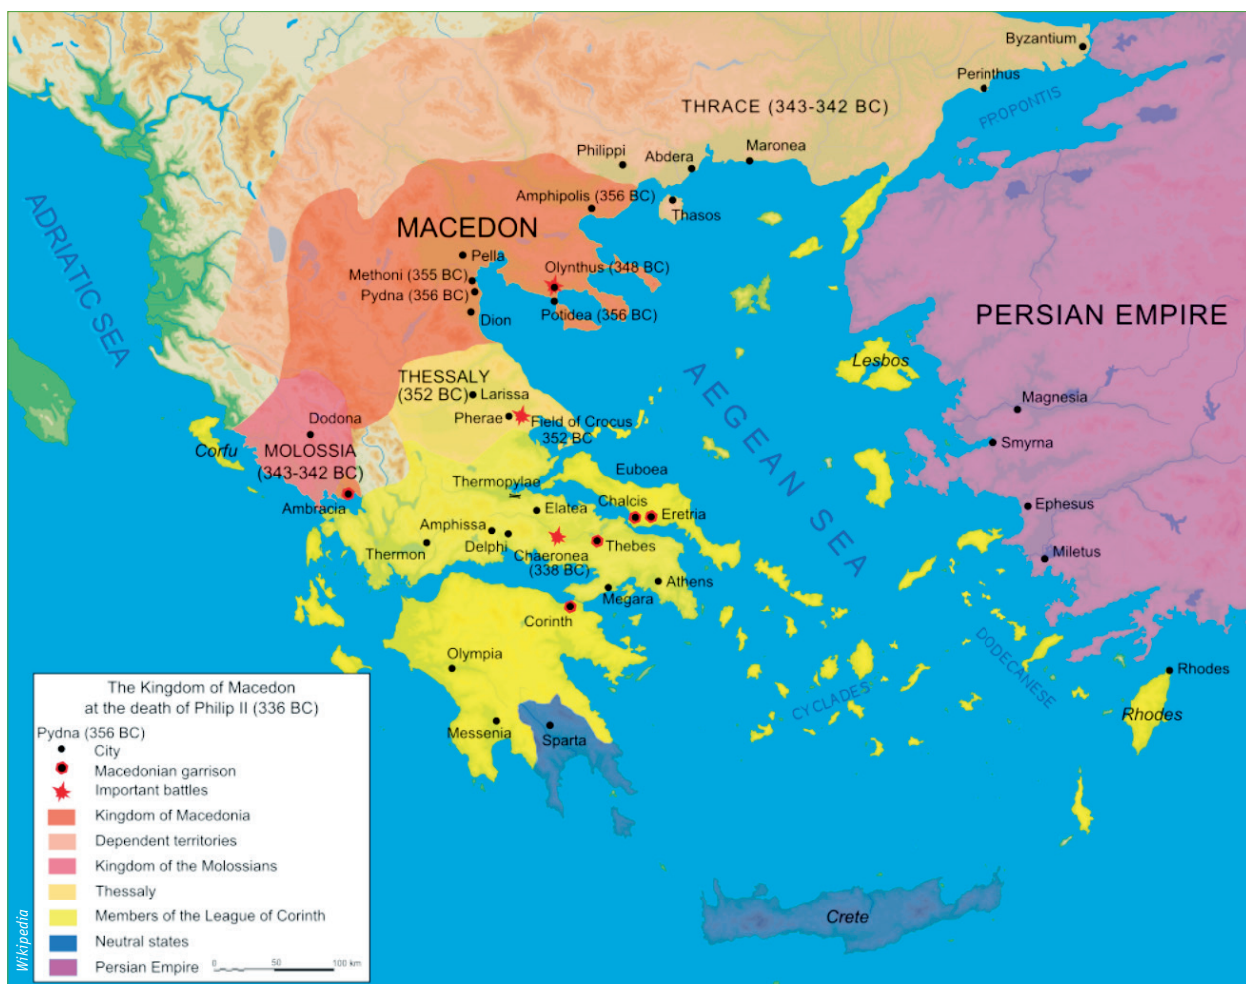 Byzantium
Perinthus
PROPONTIS
THRACE (343-342 BC)
Philippi
Abdera
Maronea
Amphipolis (356 BC)
Thasos
ADRIATIC SEA
MACEDON
Pella
Olynthus (348 BC)
Methoni (355 BC)
Pydna (356 BC)
Potidea (356 BC)
Dion
PERSIAN EMPIRE
Lesbos
AEGEAN SEA
THESSALY
(352 BC)
Larissa
Magnesia
Pherae
Field of Crocus
352 BC
Dodona
Smyrna
Corfu
MOLOSSIA
(343-342 BC)
Euboea
Thermopylae
Chalcis
Ephesus
Ambracia
Elatea
Eretria
Amphissa
Delphi
Thebes
Thermon
Chaeronea
(338 BC)
Miletus
Athens
Megara
Corinth
Olympia
DODECANESE
Rhodes
CYCLADES
Rhodes
Messenia
Sparta
Crete
The Kingdom of Macedon
at the death of Philip II (336 BC)
Pydna (356 BC)
City
Macedonian garrison
Important battles
Kingdom of Macedonia
Dependent territories
Kingdom of the Molossians
Thessaly
Members of the League of Corinth
Neutral states
Persian Empire
0 50 100 km
Wikipedia